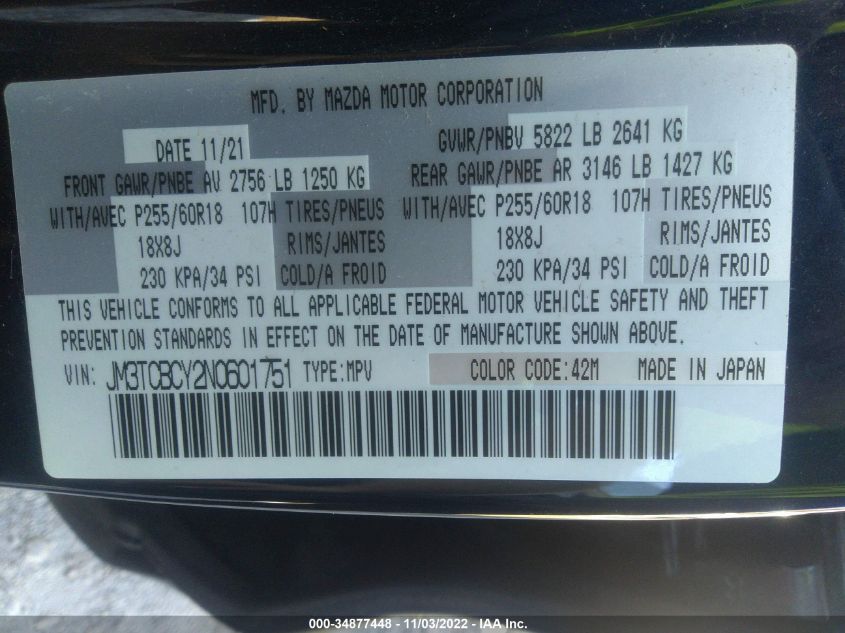 MFD. BY MAZDA MOTOR CORPORATION
DATE 11/21 GVWR/PNBV 5822 LB 2641 KG
FRONT GAWR/PNBE AV 2756 LB 1250 KG REAR GAWR/PNBE AR 3146 LB 1427 KG
WITH/AVEC P255/60R18 107H TIRES/PNEUS WITH/AVEC P255/60R18 107H TIRES/PNEUS
18X8J RIMS/JANTES 18X8J RIMS/JANTES
230 KPA/34 PSI COLD/A FROID 230 KPA/34 PSI COLD/A FROID
THIS VEHICLE CONFORMS TO ALL APPLICABLE FEDERAL MOTOR VEHICLE SAFETY AND THEFT
PREVENTION STANDARDS IN EFFECT ON THE DATE OF MANUFACTURE SHOWN ABOVE.
VIN: JM3TCBCY2N0601751 TYPE:MPV COLOR CODE:42M MADE IN JAPAN
000-34877448 - 11/03/2022 - IAA Inc.